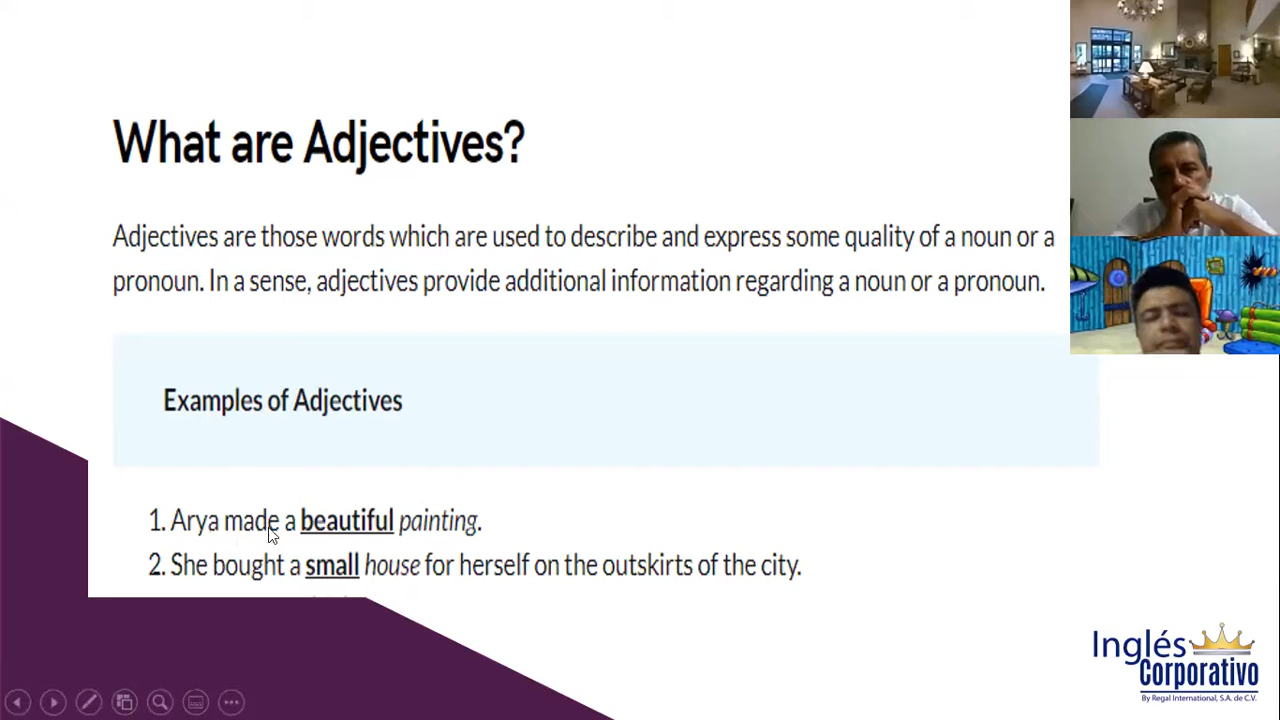 What are Adjectives?
Adjectives are those words which are used to describe and express some quality of a noun or a
pronoun. In a sense, adjectives provide additional information regarding a noun or a pronoun.
Examples of Adjectives
1. Arya made a beautiful painting.
2. She bought a small house for herself on the outskirts of the city.
Inglés
Corporativo
By Regal International, S.A. de C.V.